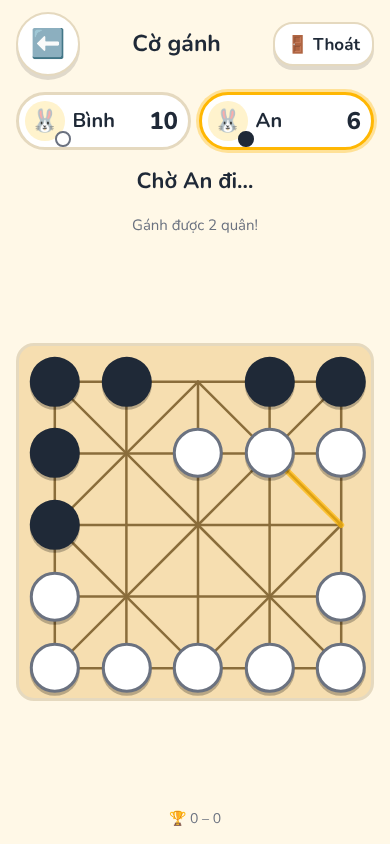 Cờ gánh
Thoát
Bình 10
An 6
Chờ An đi...
Gánh được 2 quân!
0 – 0